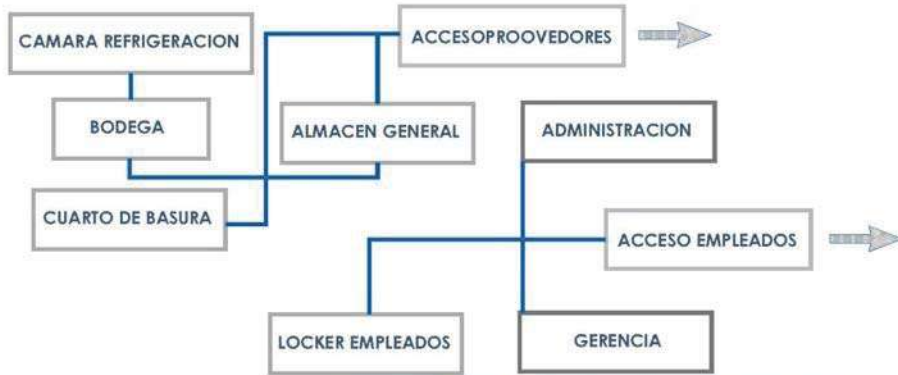 CAMARA REFRIGERACION
ACCESOPROOVEDORES
BODEGA
ALMACEN GENERAL
ADMINISTRACION
CUARTO DE BASURA
ACCESO EMPLEADOS
LOCKER EMPLEADOS
GERENCIA